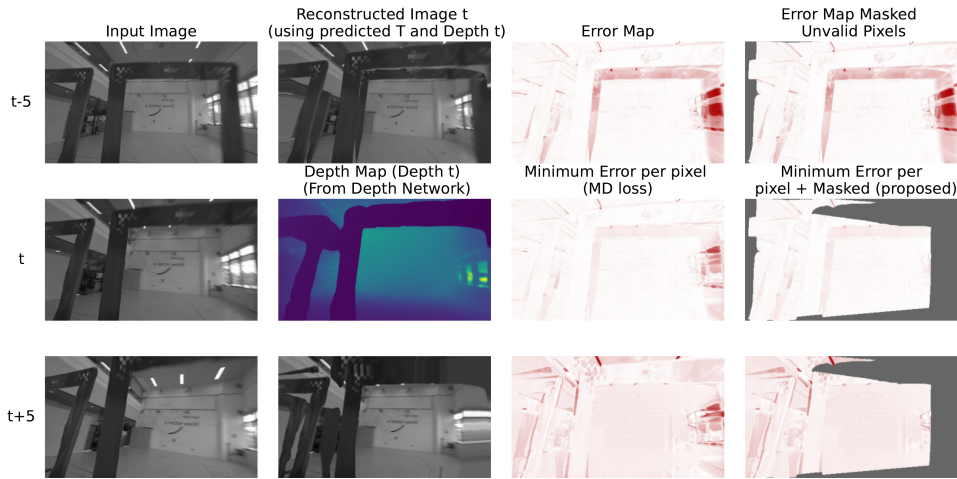 Input Image
Reconstructed Image t
(using predicted T and Depth t)
Error Map
Error Map Masked
Unvalid Pixels
t-5
Depth Map (Depth t)
(From Depth Network)
Minimum Error per pixel
(MD loss)
Minimum Error per
pixel + Masked (proposed)
t
t+5